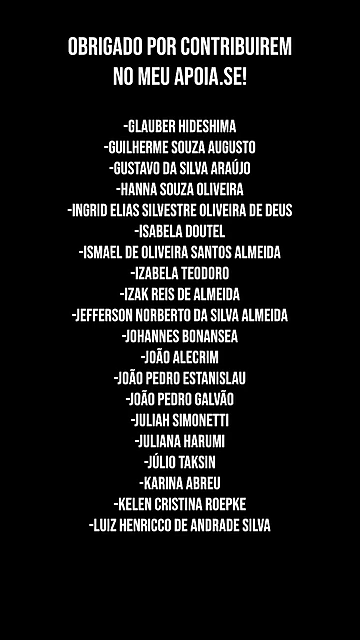 OBRIGADO POR CONTRIBUIREM
NO MEU APOIA.SE!
-GLAUBER HIDESHIMA
-GUILHERME SOUZA AUGUSTO
-GUSTAVO DA SILVA ARAÚJO
-HANNA SOUZA OLIVEIRA
-INGRID ELIAS SILVESTRE OLIVEIRA DE DEUS
-ISABELA DOUTEL
-ISMAEL DE OLIVEIRA SANTOS ALMEIDA
-IZABELA TEODORO
-IZAK REIS DE ALMEIDA
-JEFFERSON NORBERTO DA SILVA ALMEIDA
-JOHANNES BONANSEA
-JOÃO ALECRIM
-JOÃO PEDRO ESTANISLAU
-JOÃO PEDRO GALVÃO
-JULIAH SIMONETTI
-JULIANA HARUMI
-JÚLIO TAKSIN
-KARINA ABREU
-KELEN CRISTINA ROEPKE
-LUIZ HENRICCO DE ANDRADE SILVA